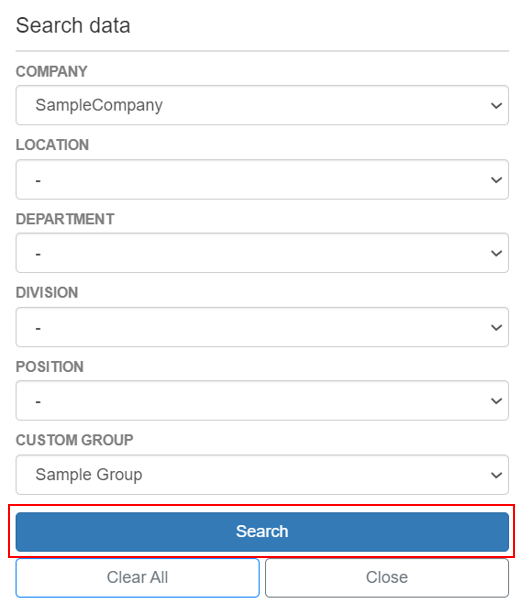 Search data
COMPANY
SampleCompany
LOCATION
-
DEPARTMENT
-
DIVISION
-
POSITION
-
CUSTOM GROUP
Sample Group
Search
Clear All
Close